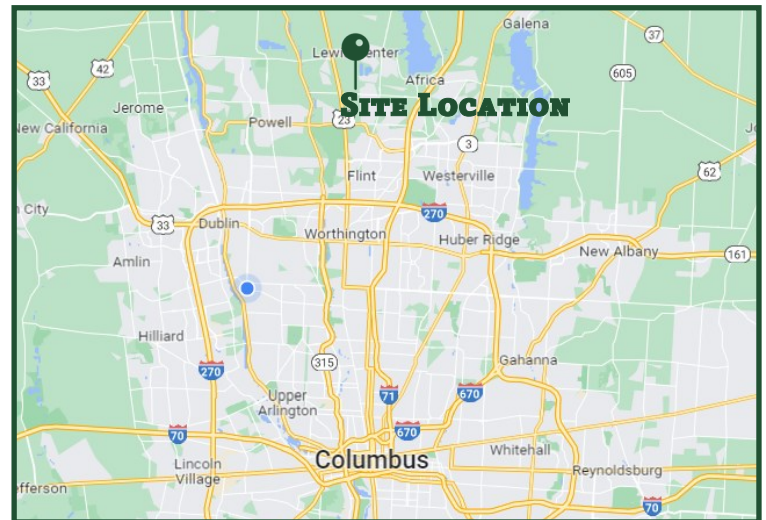 Galena
37
Lewis Center
42
33
605
Africa
Site Location
Jerome
New California
Powell
23
3
62
Flint
Westerville
City
270
33
Dublin
Worthington
Huber Ridge
New Albany
161
Amlin
Hilliard
315
Gahanna
270
71
670
Upper
Arlington
70
670
Columbus
Whitehall
Lincoln
Village
Reynoldsburg
efferson
70